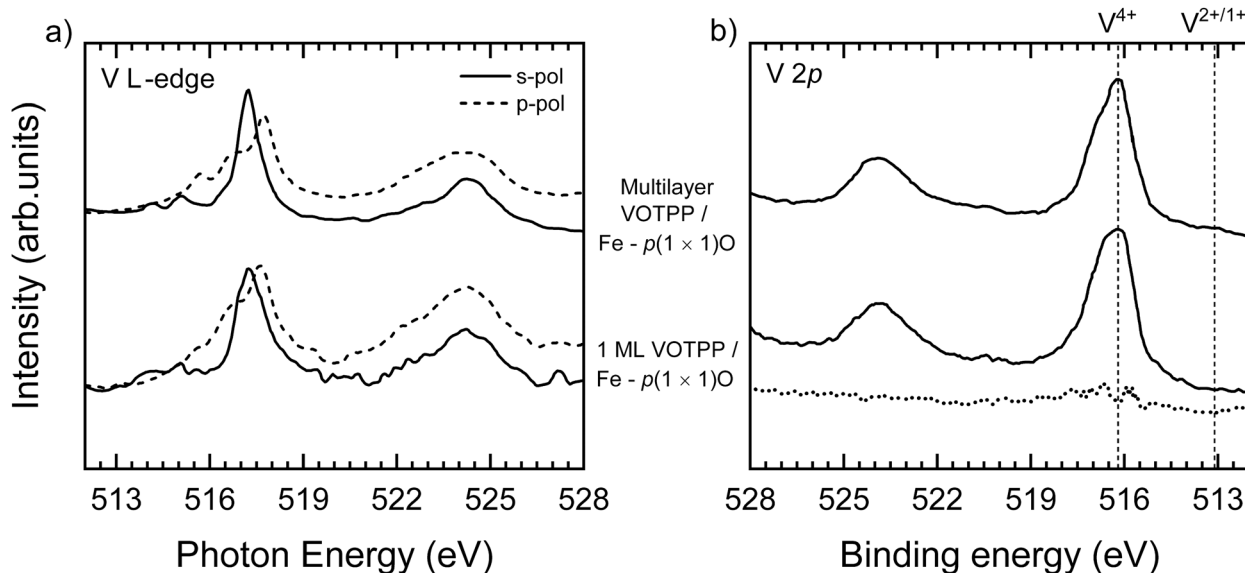 a)
V L-edge
s-pol
p-pol
Intensity (arb.units)
513 516 519 522 525 528
Photon Energy (eV)
Multilayer
VOTPP /
Fe - p(1 × 1)O
1 ML VOTPP /
Fe - p(1 × 1)O
b)
V⁴⁺ V²⁺/¹⁺
V 2p
528 525 522 519 516 513
Binding energy (eV)